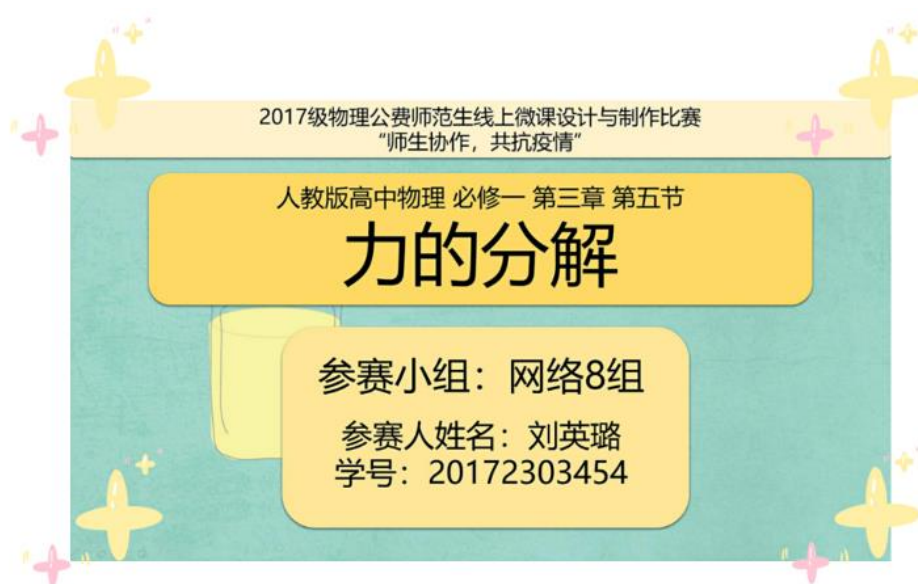 2017级物理公费师范生线上微课设计与制作比赛
“师生协作，共抗疫情”
人教版高中物理 必修一 第三章 第五节
力的分解
参赛小组：网络8组
参赛人姓名：刘英璐
学号：20172303454